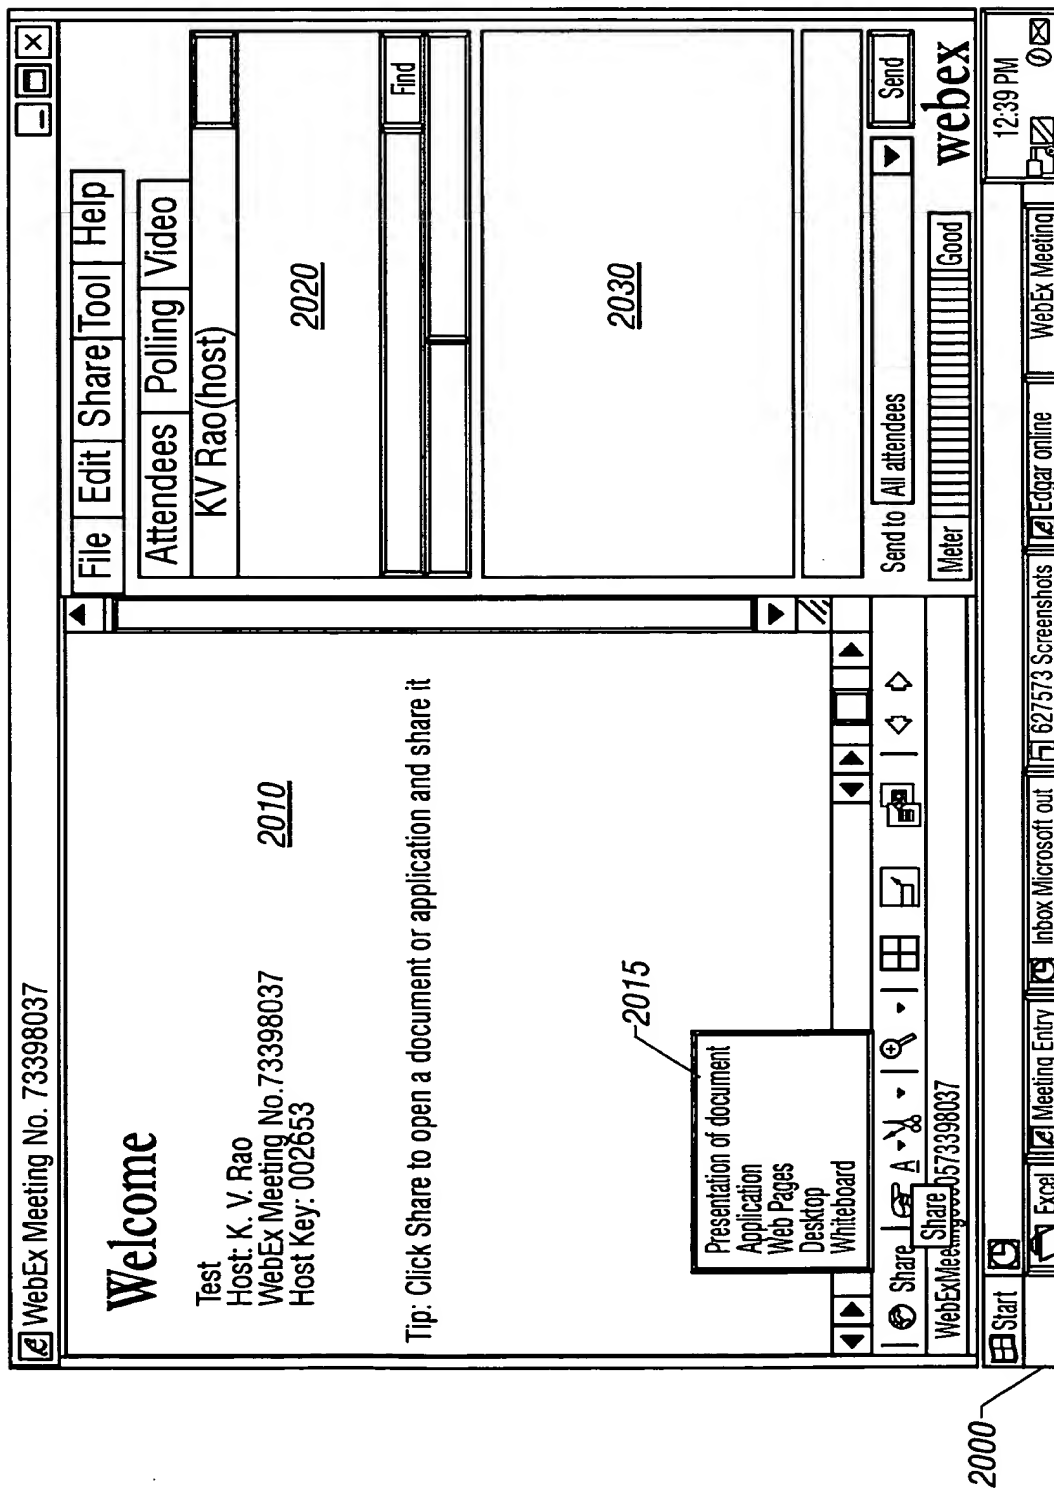 WebEx Meeting No. 73398037
File Edit Share Tool Help
Attendees Polling Video
KV Rao(host)
2020
Find
2030
Send to All attendees
Send
Meter Good
webex
Welcome
Test
Host: K. V. Rao
WebEx Meeting No.73398037
Host Key: 002653
2010
Tip: Click Share to open a document or application and share it
2015
Presentation of document
Application
Web Pages
Desktop
Whiteboard
Share A
Share
573398037
Start
12:39 PM
Excel Meeting Entry Inbox Microsoft out 627573 Screenshots Edgar online WebEx Meeting
2000